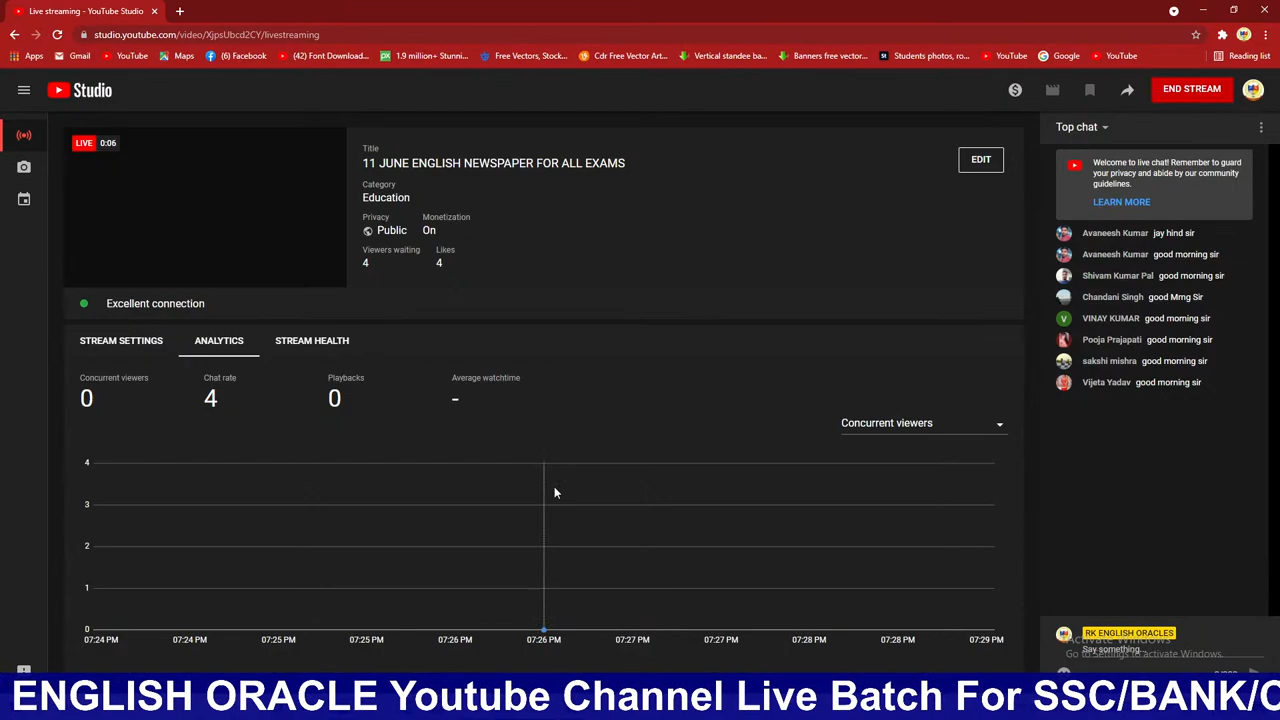 Live streaming - YouTube Studio
studio.youtube.com/video/XjpsUbcd2CY/livestreaming
Apps Gmail YouTube Maps (6) Facebook (42) Font Download... 1.9 million+ Stunni... Free Vectors, Stock... Cdr Free Vector Art... Vertical standee ba... Banners free vector... Students photos, ro... YouTube Google YouTube Reading list
Studio
END STREAM
LIVE 0:06
Title
11 JUNE ENGLISH NEWSPAPER FOR ALL EXAMS
EDIT
Category
Education
Privacy Monetization
Public On
Viewers waiting Likes
4 4
Excellent connection
STREAM SETTINGS ANALYTICS STREAM HEALTH
Concurrent viewers Chat rate Playbacks Average watchtime
0 4 0 -
Concurrent viewers
4
3
2
1
0
07:24 PM 07:24 PM 07:25 PM 07:25 PM 07:26 PM 07:26 PM 07:27 PM 07:27 PM 07:28 PM 07:28 PM 07:29 PM
Top chat
Welcome to live chat! Remember to guard
your privacy and abide by our community
guidelines.
LEARN MORE
Avaneesh Kumar jay hind sir
Avaneesh Kumar good morning sir
Shivam Kumar Pal good morning sir
Chandani Singh good Mrng Sir
V VINAY KUMAR good morning sir
Pooja Prajapati good morning sir
sakshi mishra good morning sir
Vijeta Yadav good morning sir
RK ENGLISH ORACLES
Activate Windows
Say something...
Go to Settings to activate Windows.
ENGLISH ORACLE Youtube Channel Live Batch For SSC/BANK/C